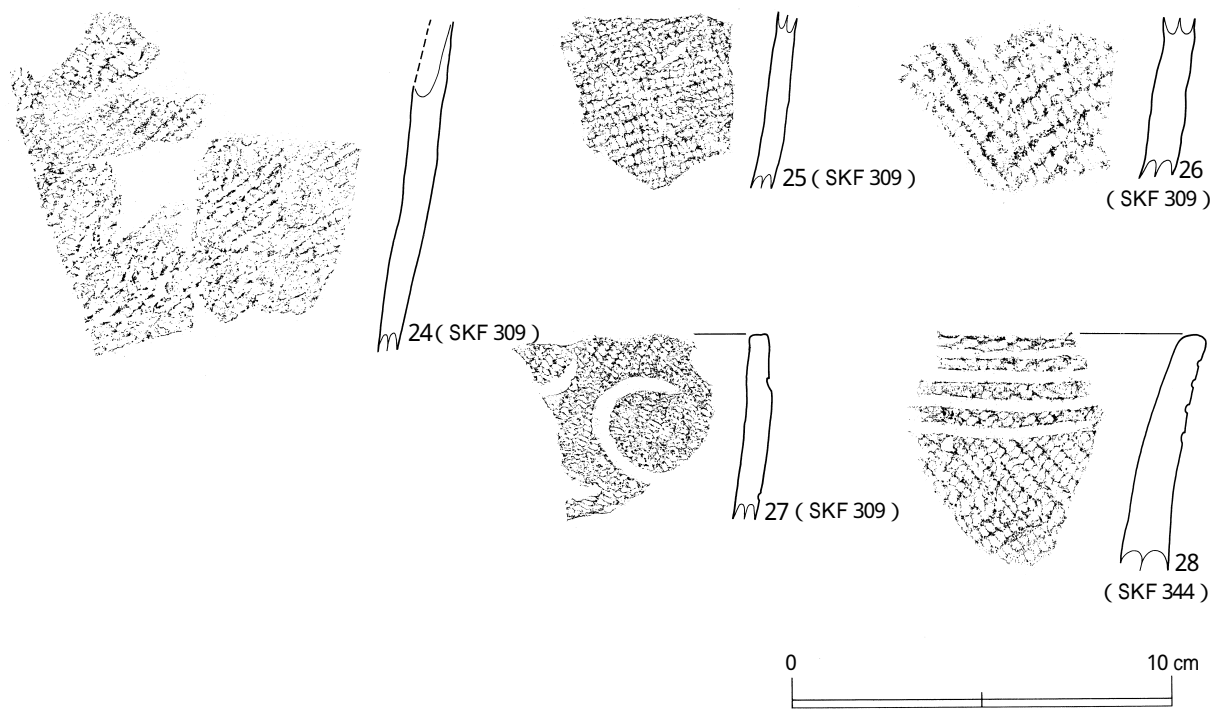 24 ( SKF 309 )
25 ( SKF 309 )
26
( SKF 309 )
27 ( SKF 309 )
28
( SKF 344 )
0 10 cm